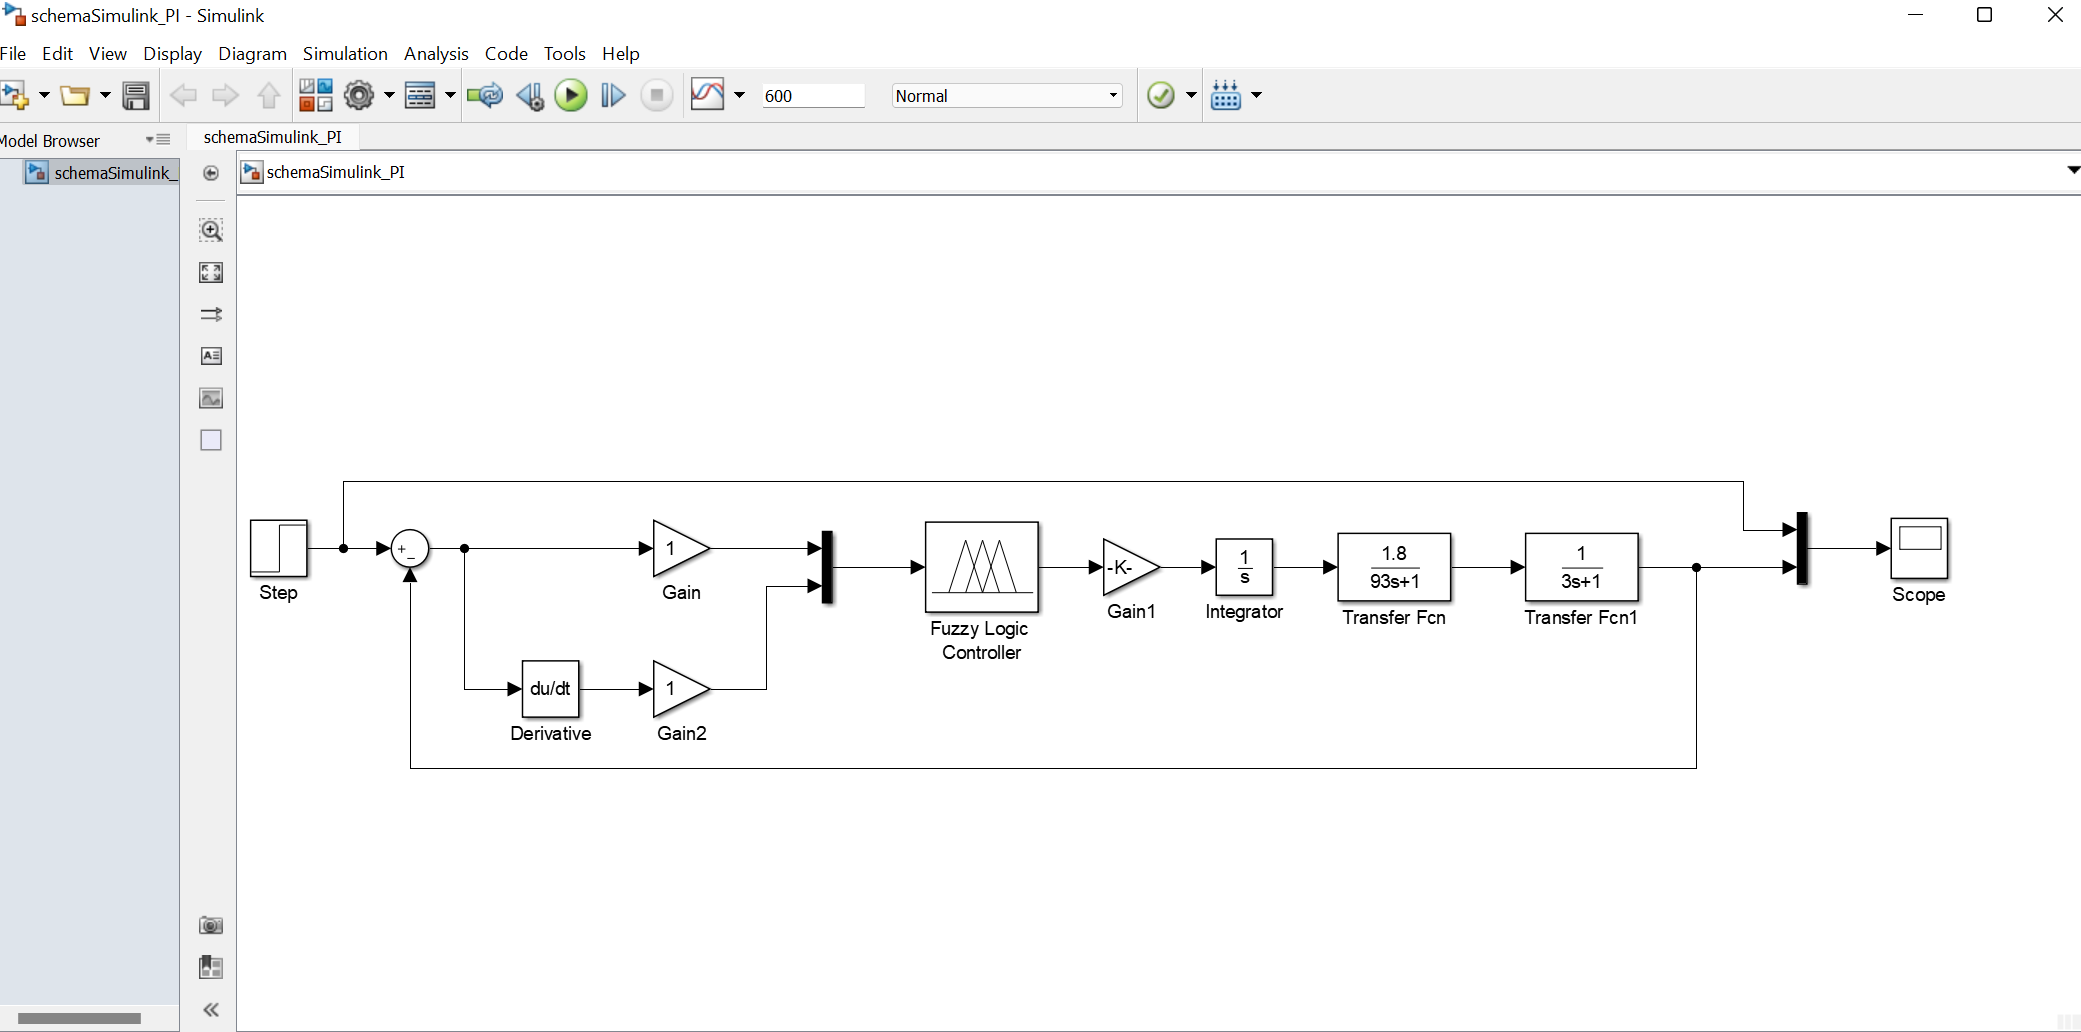 schemaSimulink_PI - Simulink
File Edit View Display Diagram Simulation Analysis Code Tools Help
600
Normal
Model Browser
schemaSimulink_PI
schemaSimulink_
schemaSimulink_PI
Step
+
_
1
Gain
du/dt
Derivative
1
Gain2
Fuzzy Logic
Controller
-K-
Gain1
1
s
Integrator
1.8
93s+1
Transfer Fcn
1
3s+1
Transfer Fcn1
Scope